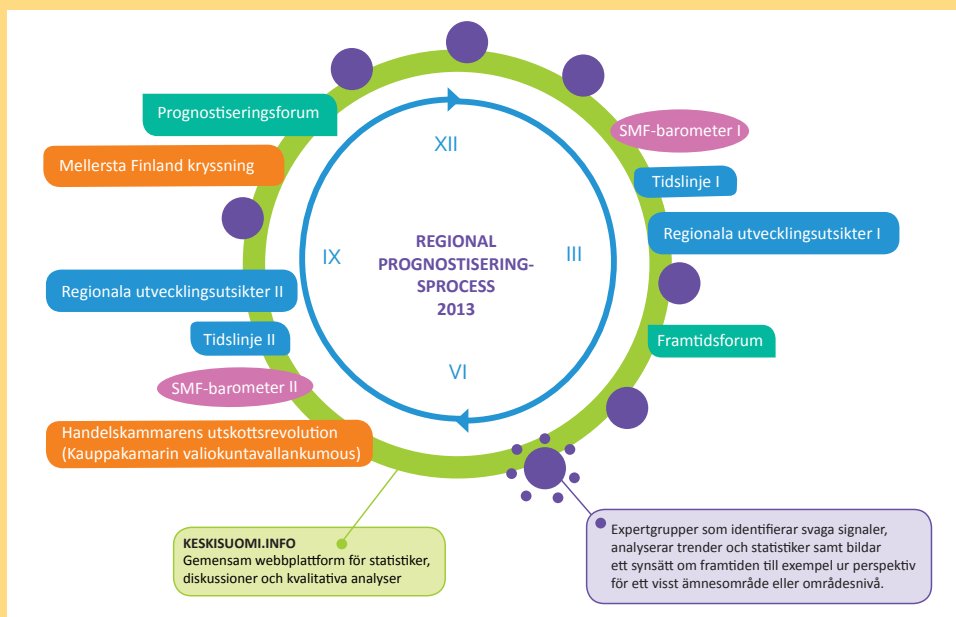 Prognostiseringsforum
Mellersta Finland kryssning
SMF-barometer I
Tidslinje I
Regionala utvecklingsutsikter I
XII
III
VI
IX
REGIONAL
PROGNOSTISERING-
SPROCESS
2013
Framtidsforum
Regionala utvecklingsutsikter II
Tidslinje II
SMF-barometer II
Handelskammarens utskottsrevolution
(Kauppakamarin valiokuntavallankumous)
KESKISUOMI.INFO
Gemensam webbplattform för statistiker,
diskussioner och kvalitativa analyser
Expertgrupper som identifierar svaga signaler,
analyserar trender och statistiker samt bildar
ett synsätt om framtiden till exempel ur perspektiv
för ett visst ämnesområde eller områdesnivå.